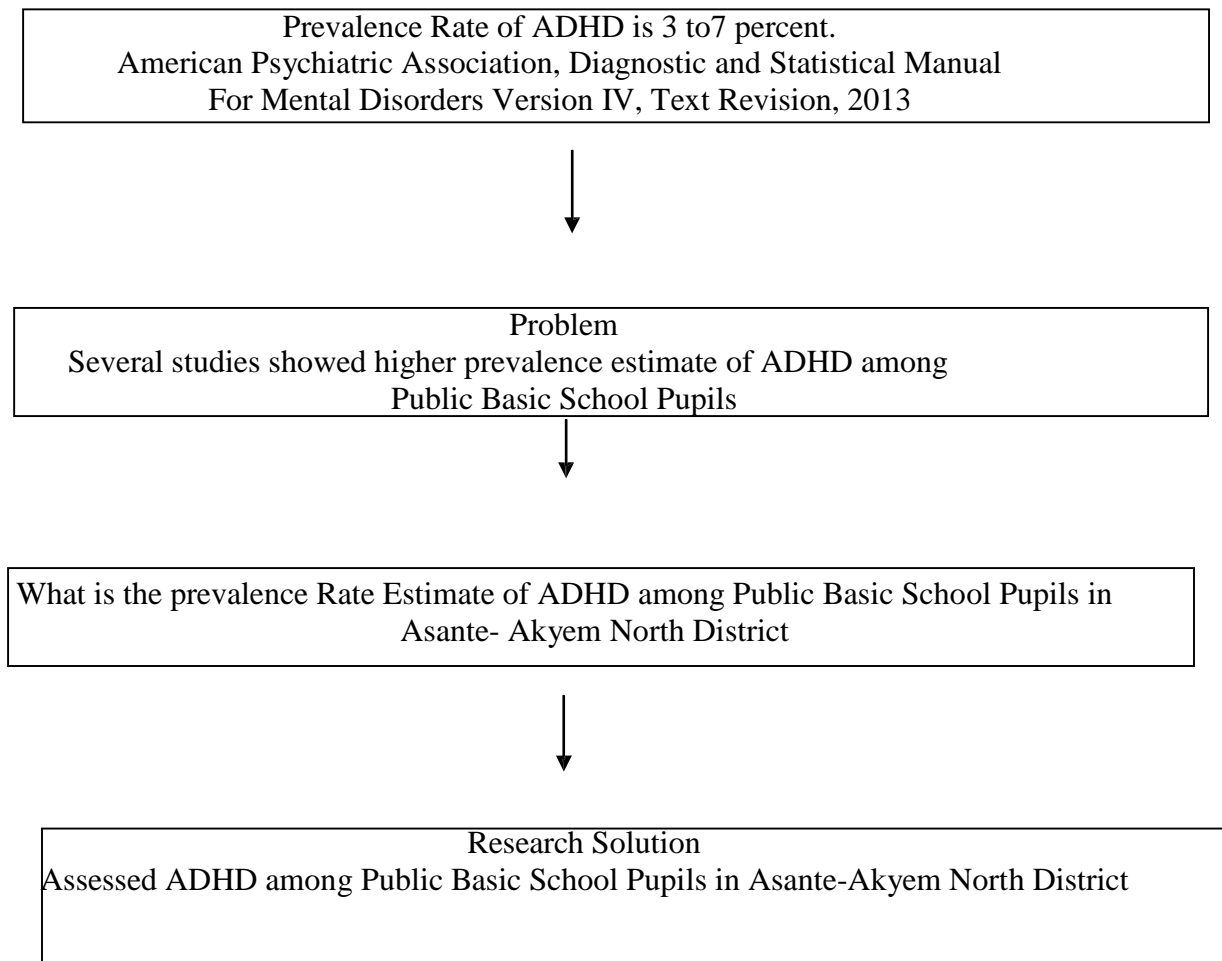 Prevalence Rate of ADHD is 3 to7 percent.
American Psychiatric Association, Diagnostic and Statistical Manual
For Mental Disorders Version IV, Text Revision, 2013
Problem
Several studies showed higher prevalence estimate of ADHD among
Public Basic School Pupils
What is the prevalence Rate Estimate of ADHD among Public Basic School Pupils in
Asante- Akyem North District
Research Solution
Assessed ADHD among Public Basic School Pupils in Asante-Akyem North District